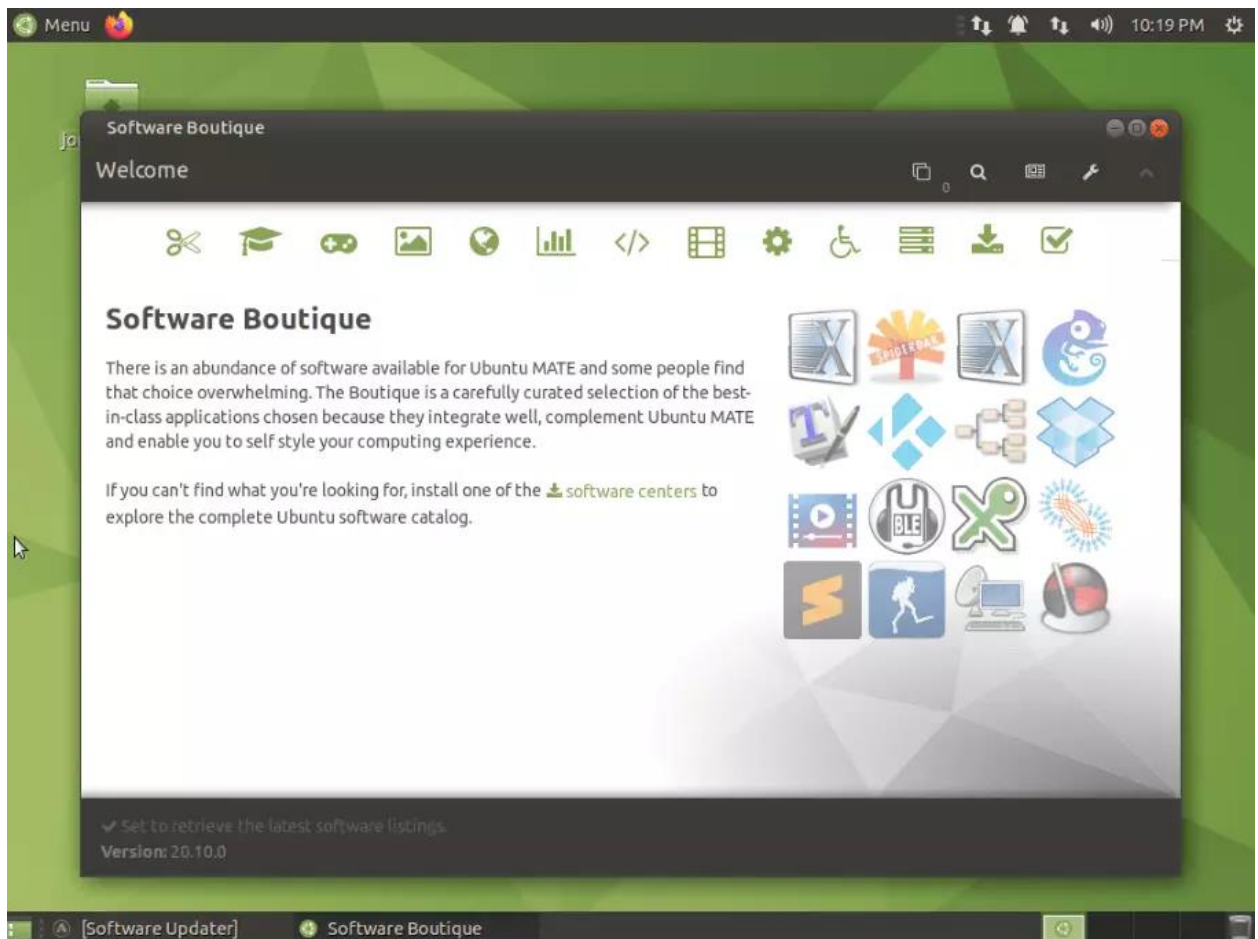 Menu
10:19 PM
jo
Software Boutique
Welcome
0
Software Boutique
There is an abundance of software available for Ubuntu MATE and some people find
that choice overwhelming. The Boutique is a carefully curated selection of the best-
in-class applications chosen because they integrate well, complement Ubuntu MATE
and enable you to self style your computing experience.
If you can't find what you're looking for, install one of the software centers to
explore the complete Ubuntu software catalog.
SPIDEROAK
BLE
Set to retrieve the latest software listings.
Version: 20.10.0
[Software Updater]
Software Boutique